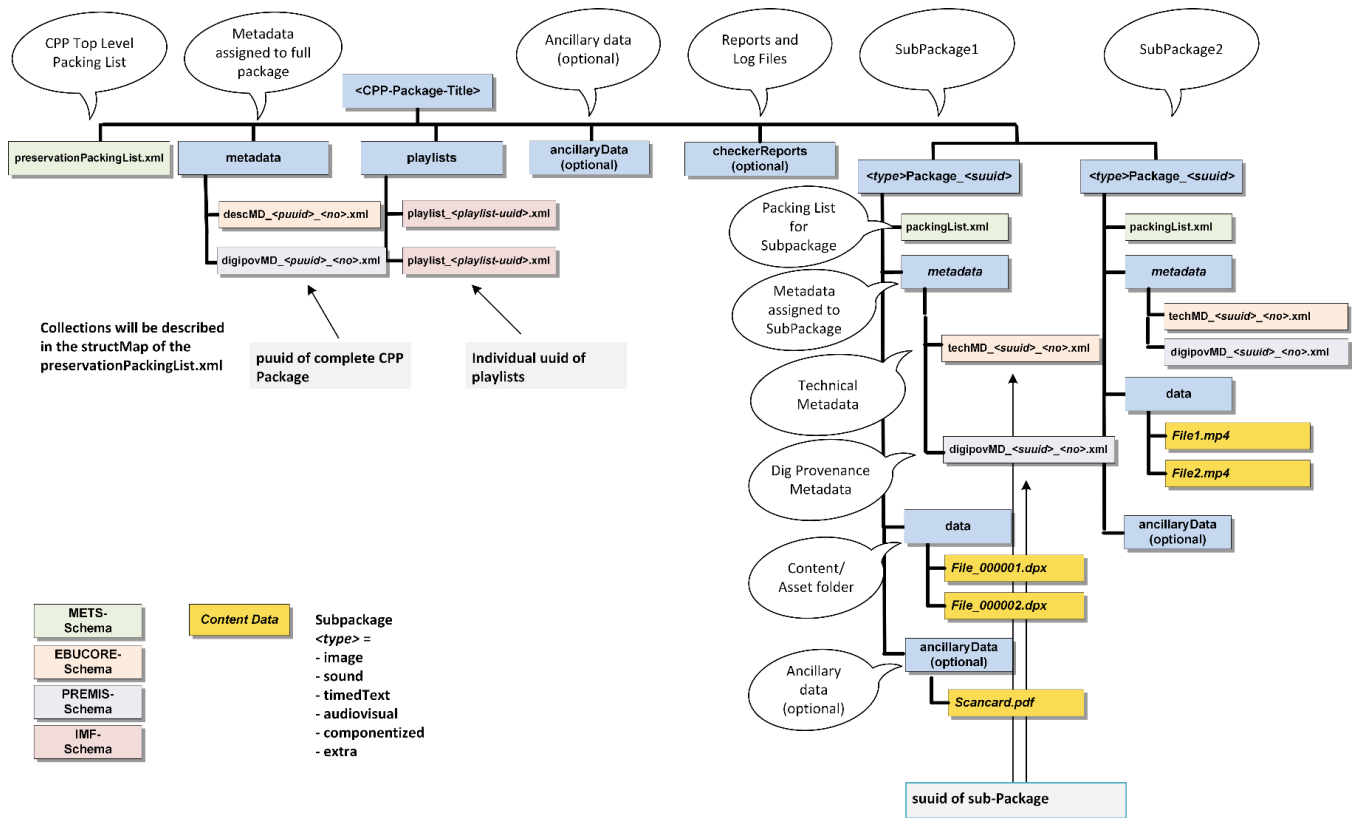 CPP Top Level
Packing List
Metadata
assigned to full
package
Ancillary data
(optional)
Reports and
Log Files
SubPackage1
SubPackage2
<CPP-Package-Title>
preservationPackingList.xml
metadata
playlists
ancillaryData
(optional)
checkerReports
(optional)
<type>Package_<suuid>
<type>Package_<suuid>
descMD_<puuid>_<no>.xml
digipovMD_<puuid>_<no>.xml
playlist_<playlist-uuid>.xml
playlist_<playlist-uuid>.xml
Collections will be described
in the structMap of the
preservationPackingList.xml
puuid of complete CPP
Package
Individual uuid of
playlists
Packing List
for
Subpackage
packingList.xml
metadata
Metadata
assigned to
SubPackage
techMD_<suuid>_<no>.xml
Technical
Metadata
digipovMD_<suuid>_<no>.xml
Dig Provenance
Metadata
data
Content/
Asset folder
File_000001.dpx
File_000002.dpx
ancillaryData
(optional)
Ancillary
data
(optional)
Scancard.pdf
packingList.xml
metadata
techMD_<suuid>_<no>.xml
digipovMD_<suuid>_<no>.xml
data
File1.mp4
File2.mp4
ancillaryData
(optional)
METS-
Schema
EBUCORE-
Schema
PREMIS-
Schema
IMF-
Schema
Content Data
Subpackage
<type> =
- image
- sound
- timedText
- audiovisual
- componentized
- extra
suuid of sub-Package